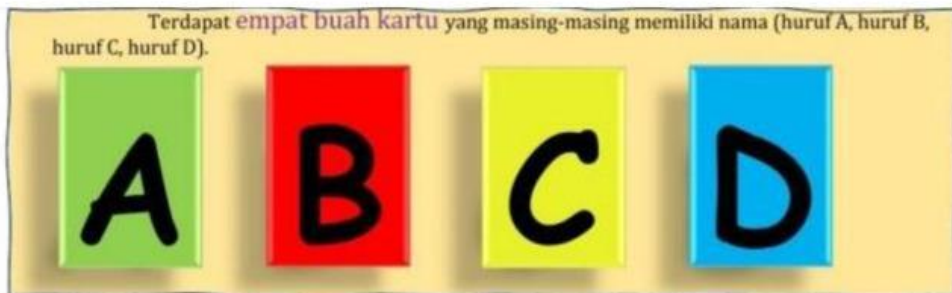 Terdapat empat buah kartu yang masing-masing memiliki nama (huruf A, huruf B,
huruf C, huruf D).
A B C D